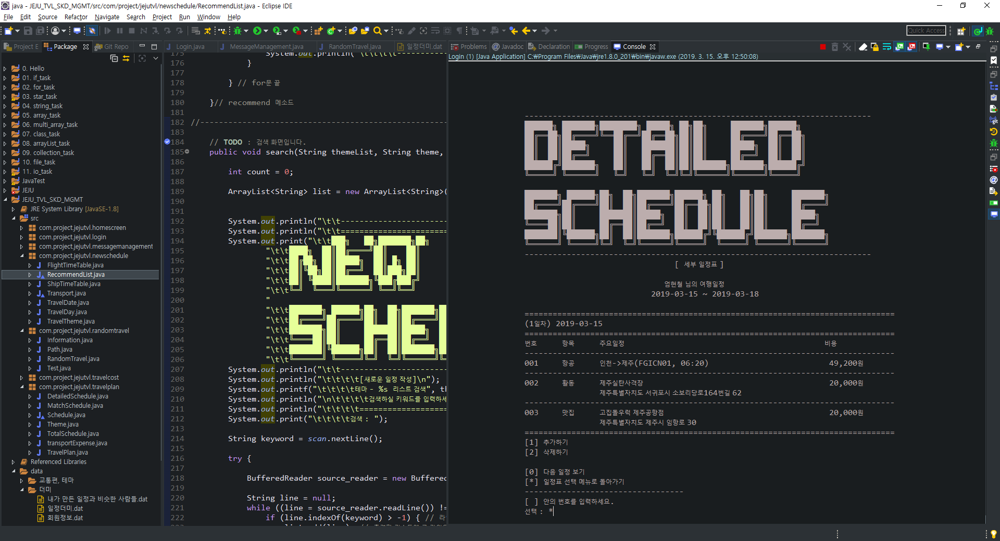 java - JEJU_TVL_SKD_MGMT/src/com/project/jejutvl/newschedule/RecommendList.java - Eclipse IDE
File Edit Source Refactor Navigate Search Project Run Window Help
Quick Access
Project E Package Git Repo
0. Hello
01. if_task
02. for_task
03. star_task
04. string_task
05. array_task
06. multi_array_task
07. class_task
08. arrayList_task
09. collection_task
10. file_task
11. io_task
JavaTest
JEJU
JEJU_TVL_SKD_MGMT
JRE System Library [JavaSE-1.8]
src
com.project.jejutvl.homescreen
com.project.jejutvl.login
com.project.jejutvl.messagemanagement
com.project.jejutvl.newschedule
FlightTimeTable.java
RecommendList.java
ShipTimeTable.java
Transport.java
TravelDate.java
TravelDay.java
TravelTheme.java
com.project.jejutvl.randomtravel
Information.java
Path.java
RandomTravel.java
Test.java
com.project.jejutvl.travelcost
com.project.jejutvl.travelplan
DetailedSchedule.java
MatchSchedule.java
Schedule.java
Theme.java
TotalSchedule.java
transportExpense.java
TravelPlan.java
Referenced Libraries
data
교통편, 테마
더미
내가 만든 일정과 비슷한 사람들.dat
일정더미.dat
회원정보.dat
Login.java MessageManagement.java RandomTravel.java 일정더미.dat
175 System.out.println("\t\t\t\t------------
176 }
177
178 } // for문 끝
179
180 }// recommend 메소드
181
182 //-----------------------------------------------------
183
184 // TODO : 검색 화면입니다.
185 public void search(String themeList, String theme,
186
187 int count = 0;
188
189 ArrayList<String> list = new ArrayList<String>(
190
191
192 System.out.println("\t\t-----------------------
193 System.out.println("\t\t=======================
194 System.out.print("\t\t
195 "\t\t
196 "\t\t
197 "\t\t
198 "\t\t
199 "\t\t
200 "
201 "\t\t
202 "\t\t
203 "\t\t
204 "\t\t
205 "\t\t
206 "\t\t
NEW
SCHE
207 System.out.println("\t\t-----------------------
208 System.out.println("\t\t\t\t\t[새로운 일정 작성]\n");
209 System.out.printf("\t\t\t\t\t테마 - %s 리스트 검색", th
210 System.out.println("\n\t\t\t\t\t검색하실 키워드를 입력하세
211 System.out.println("\t\t\t\t\t===================
212 System.out.print("\t\t\t\t\t검색 : ");
213
214 String keyword = scan.nextLine();
215
216 try {
217
218 BufferedReader source_reader = new Buffered
219
220 String line = null;
221 while ((line = source_reader.readLine()) !=
222 if (line.indexOf(keyword) > -1) { // 라
Problems Javadoc Declaration Progress Console
Login (1) [Java Application] C:₩Program Files₩Java₩jre1.8.0_201₩bin₩javaw.exe (2019. 3. 15. 오후 12:50:08)
--------------------------------------------------------------------------
DETAILED
SCHEDULE
--------------------------------------------------------------------------
[ 세부 일정표 ]
엄현철 님의 여행일정
2019-03-15 ~ 2019-03-18
===============================================================================
(1일차) 2019-03-15
===============================================================================
번호 항목 주요일정 비용
-------------------------------------------------------------------------------
001 항공 인천->제주(FGICN01, 06:20) 49,200원
-------------------------------------------------------------------------------
002 활동 제주실탄사격장 20,000원
제주특별자치도 서귀포시 소보리당로164번길 62
-------------------------------------------------------------------------------
003 맛집 고집돌우럭 제주공항점 20,000원
제주특별자치도 제주시 임항로 30
===============================================================================
[1] 추가하기
[2] 삭제하기
[0] 다음 일정 보기
[*] 일정표 선택 메뉴로 돌아가기
----------------------------------
[ ] 안의 번호를 입력하세요.
선택 : *